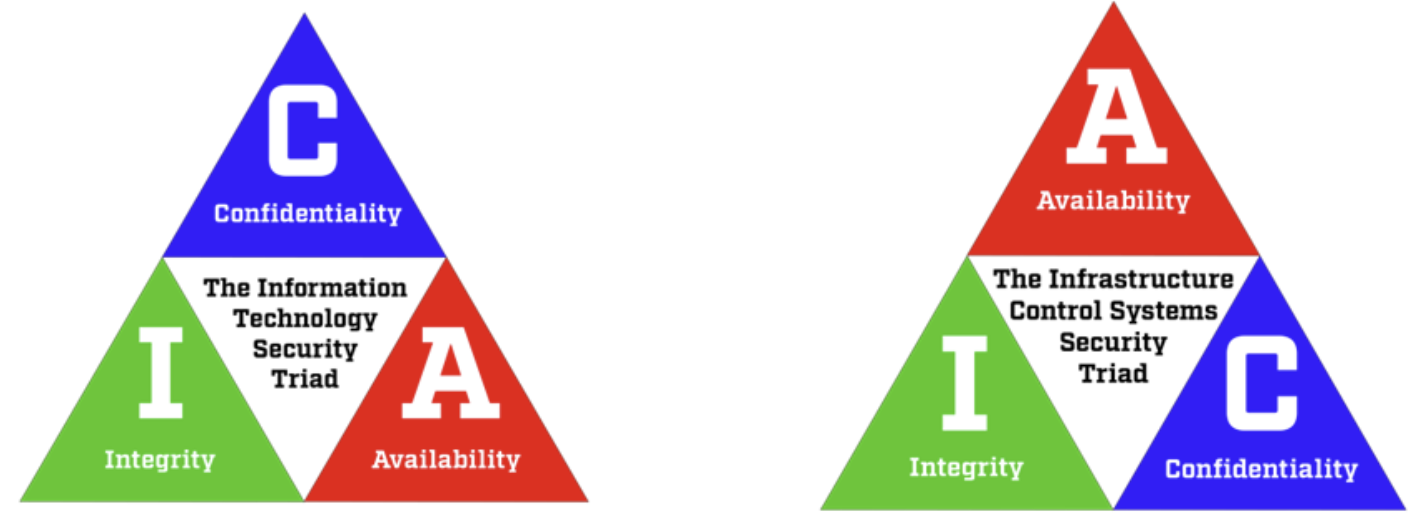 C
Confidentiality
The Information
Technology
Security
Triad
I
Integrity
A
Availability
A
Availability
The Infrastructure
Control Systems
Security
Triad
I
Integrity
C
Confidentiality